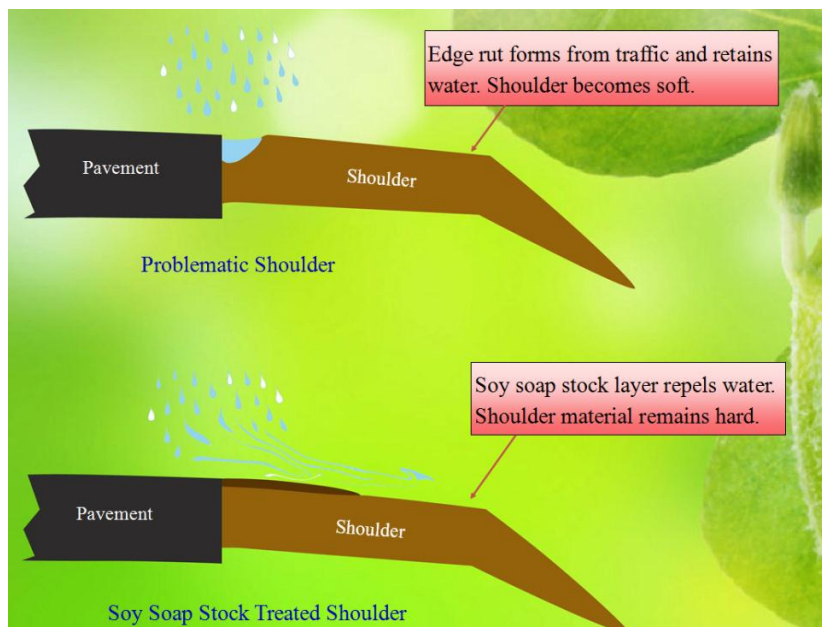 Edge rut forms from traffic and retains
water. Shoulder becomes soft.
Pavement
Shoulder
Problematic Shoulder
Soy soap stock layer repels water.
Shoulder material remains hard.
Pavement
Shoulder
Soy Soap Stock Treated Shoulder